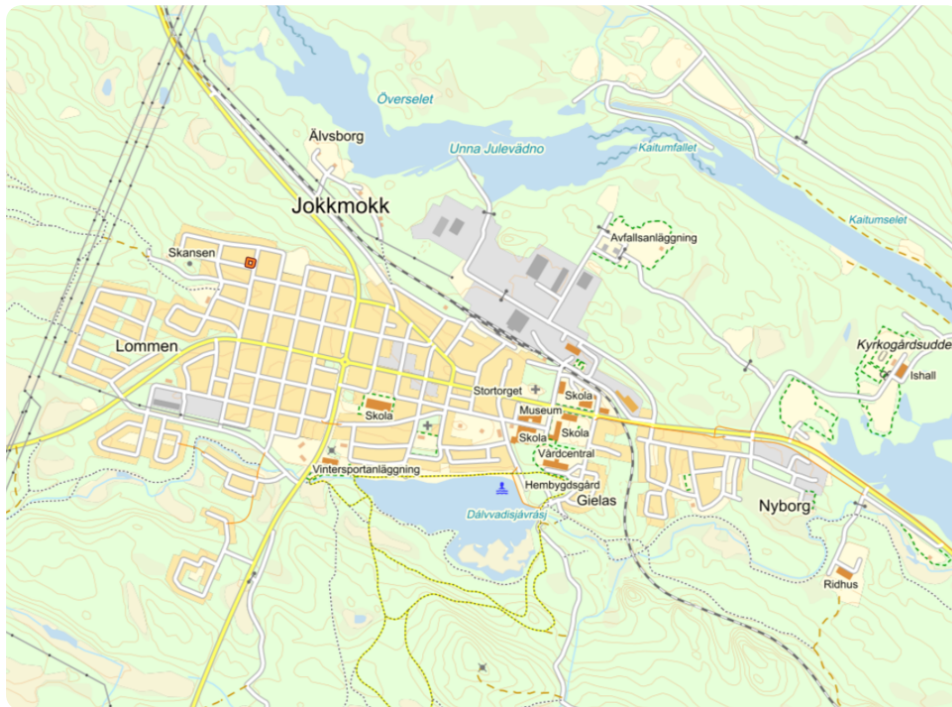 Överselet
Älvsborg
Unna Julevädno
Kaitumfallet
Jokkmokk
Kaitumselet
Avfallsanläggning
Skansen
Lommen
Kyrkogårdsudde
Ishall
Stortorget
Skola
Museum
Skola
Skola
Skola
Vårdcentral
Vintersportanläggning
Hembygdsgård
Gielas
Nyborg
Dálvvadisjávrásj
Ridhus